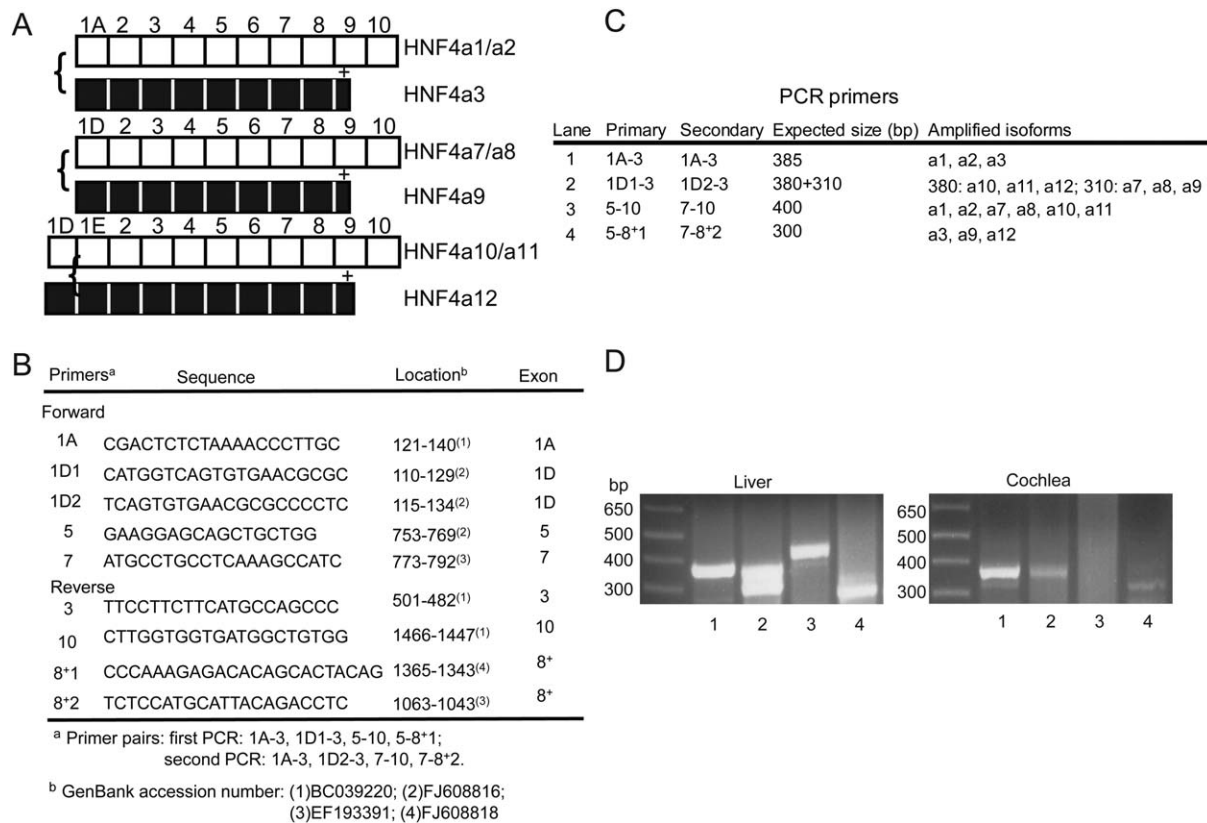 A
1A 2 3 4 5 6 7 8 9 10
HNF4a1/a2
+
HNF4a3
1D 2 3 4 5 6 7 8 9 10
HNF4a7/a8
+
HNF4a9
1D 1E 2 3 4 5 6 7 8 9 10
HNF4a10/a11
+
HNF4a12
B
Primersᵃ Sequence Locationᵇ Exon
Forward
1A CGACTCTCTAAAACCCTTGC 121-140⁽¹⁾ 1A
1D1 CATGGTCAGTGTGAACGCGC 110-129⁽²⁾ 1D
1D2 TCAGTGTGAACGCGCCCCTC 115-134⁽²⁾ 1D
5 GAAGGAGCAGCTGCTGG 753-769⁽²⁾ 5
7 ATGCCTGCCTCAAAGCCATC 773-792⁽³⁾ 7
Reverse
3 TTCCTTCTTCATGCCAGCCC 501-482⁽¹⁾ 3
10 CTTGGTGGTGATGGCTGTGG 1466-1447⁽¹⁾ 10
8⁺1 CCCAAAGAGACACAGCACTACAG 1365-1343⁽⁴⁾ 8⁺
8⁺2 TCTCCATGCATTACAGACCTC 1063-1043⁽³⁾ 8⁺
ᵃ Primer pairs: first PCR: 1A-3, 1D1-3, 5-10, 5-8⁺1;
second PCR: 1A-3, 1D2-3, 7-10, 7-8⁺2.
ᵇ GenBank accession number: (1)BC039220; (2)FJ608816;
(3)EF193391; (4)FJ608818
C
PCR primers
Lane Primary Secondary Expected size (bp) Amplified isoforms
1 1A-3 1A-3 385 a1, a2, a3
2 1D1-3 1D2-3 380+310 380: a10, a11, a12; 310: a7, a8, a9
3 5-10 7-10 400 a1, a2, a7, a8, a10, a11
4 5-8⁺1 7-8⁺2 300 a3, a9, a12
D
bp Liver
650
500
400
300
1 2 3 4
Cochlea
650
500
400
300
1 2 3 4